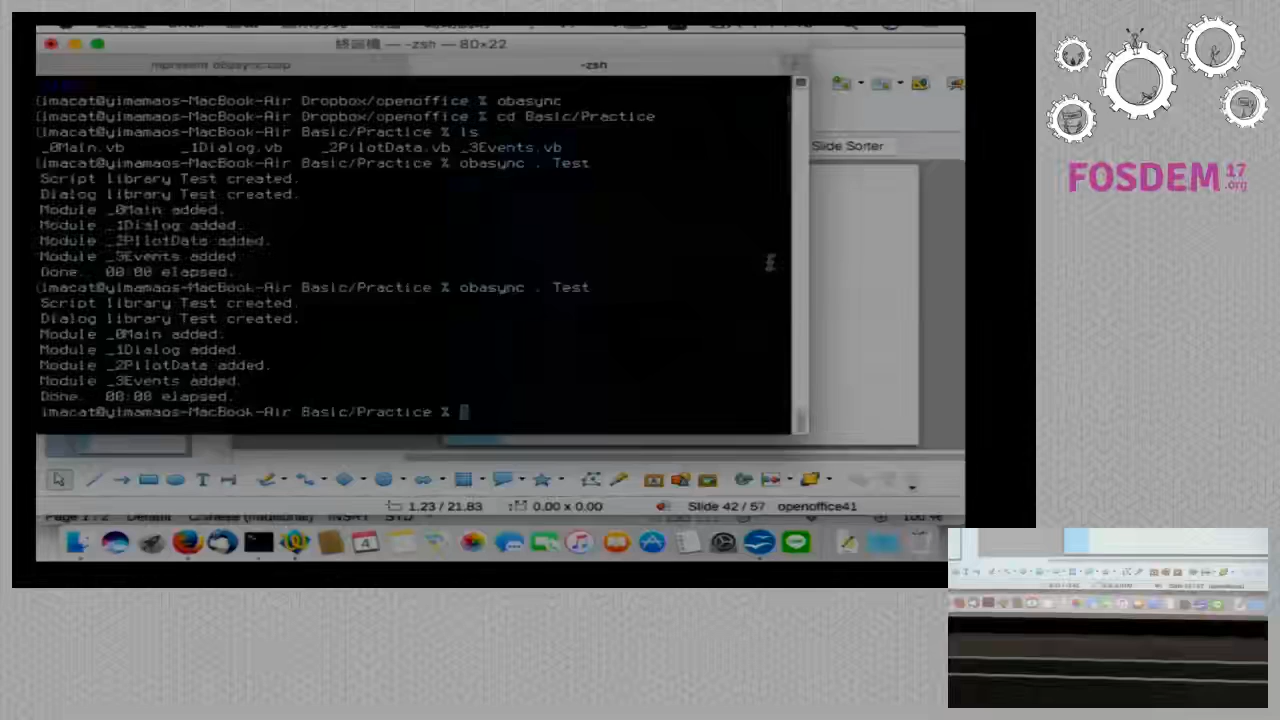 終端機 — -zsh — 80×22
-zsh
[imacat@yimamaos-MacBook-Air Dropbox/openoffice % obasync
[imacat@yimamaos-MacBook-Air Dropbox/openoffice % cd Basic/Practice
[imacat@yimamaos-MacBook-Air Basic/Practice % ls
_0Main.vb _1Dialog.vb _2PilotData.vb _3Events.vb
[imacat@yimamaos-MacBook-Air Basic/Practice % obasync . Test
Script library Test created.
Dialog library Test created.
Module _0Main added.
Module _1Dialog added.
Module _2PilotData added.
Module _3Events added.
Done. 00:00 elapsed.
[imacat@yimamaos-MacBook-Air Basic/Practice % obasync . Test
Script library Test created.
Dialog library Test created.
Module _0Main added.
Module _1Dialog added.
Module _2PilotData added.
Module _3Events added.
Done. 00:00 elapsed.
imacat@yimamaos-MacBook-Air Basic/Practice %
Slide Sorter
1.23 / 21.83 0.00 x 0.00 Slide 42 / 57 openoffice41
FOSDEM 17 .org